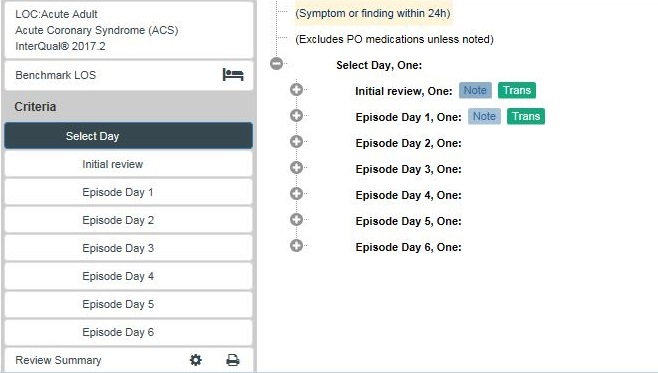 LOC:Acute Adult
Acute Coronary Syndrome (ACS)
InterQual® 2017.2
Benchmark LOS
Criteria
Select Day
Initial review
Episode Day 1
Episode Day 2
Episode Day 3
Episode Day 4
Episode Day 5
Episode Day 6
Review Summary
(Symptom or finding within 24h)
(Excludes PO medications unless noted)
Select Day, One:
Initial review, One: Note Trans
Episode Day 1, One: Note Trans
Episode Day 2, One:
Episode Day 3, One:
Episode Day 4, One:
Episode Day 5, One:
Episode Day 6, One: